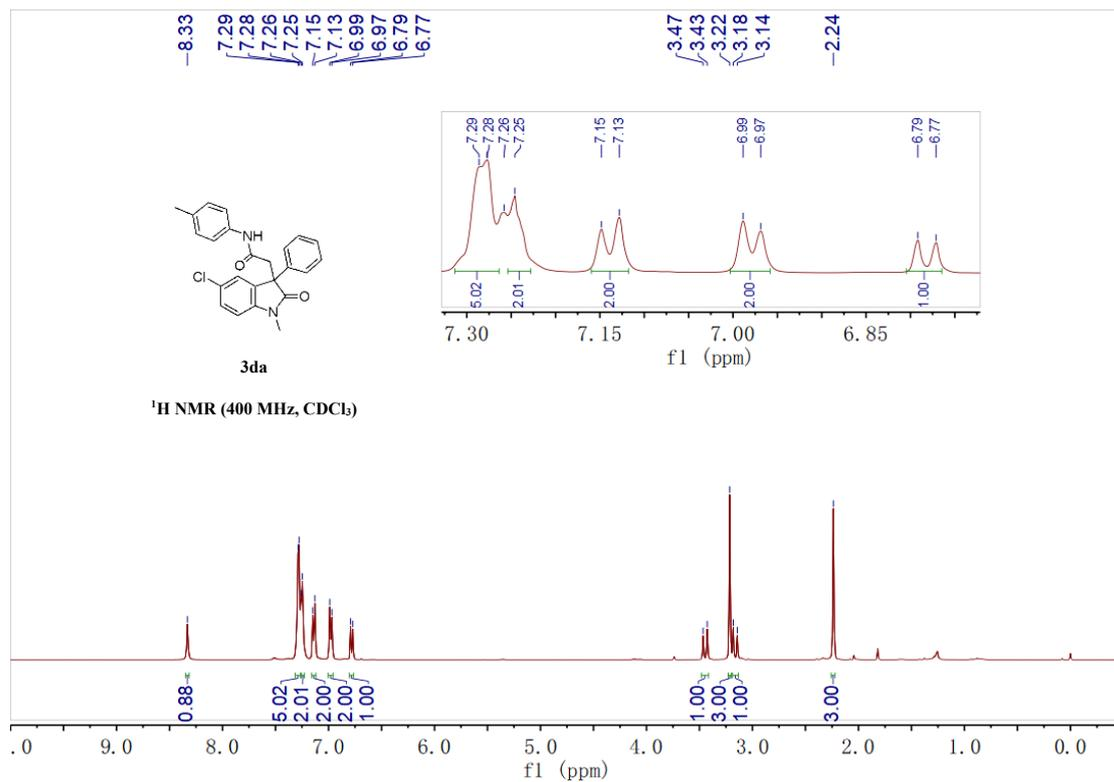 8.33 7.29 7.28 7.26 7.25 7.15 7.13 6.99 6.97 6.79 6.77 3.47 3.43 3.22 3.18 3.14 2.24
7.29 7.28 7.26 7.25 7.15 7.13 6.99 6.97 6.79 6.77
5.02 2.01 2.00 2.00 1.00
7.30 7.15 7.00 6.85
f1 (ppm)
NH
O
Cl
O
N
3da
¹H NMR (400 MHz, CDCl₃)
0.88 5.02 2.01 2.00 2.00 1.00 1.00 3.00 1.00 3.00
.0 9.0 8.0 7.0 6.0 5.0 4.0 3.0 2.0 1.0 0.0
f1 (ppm)